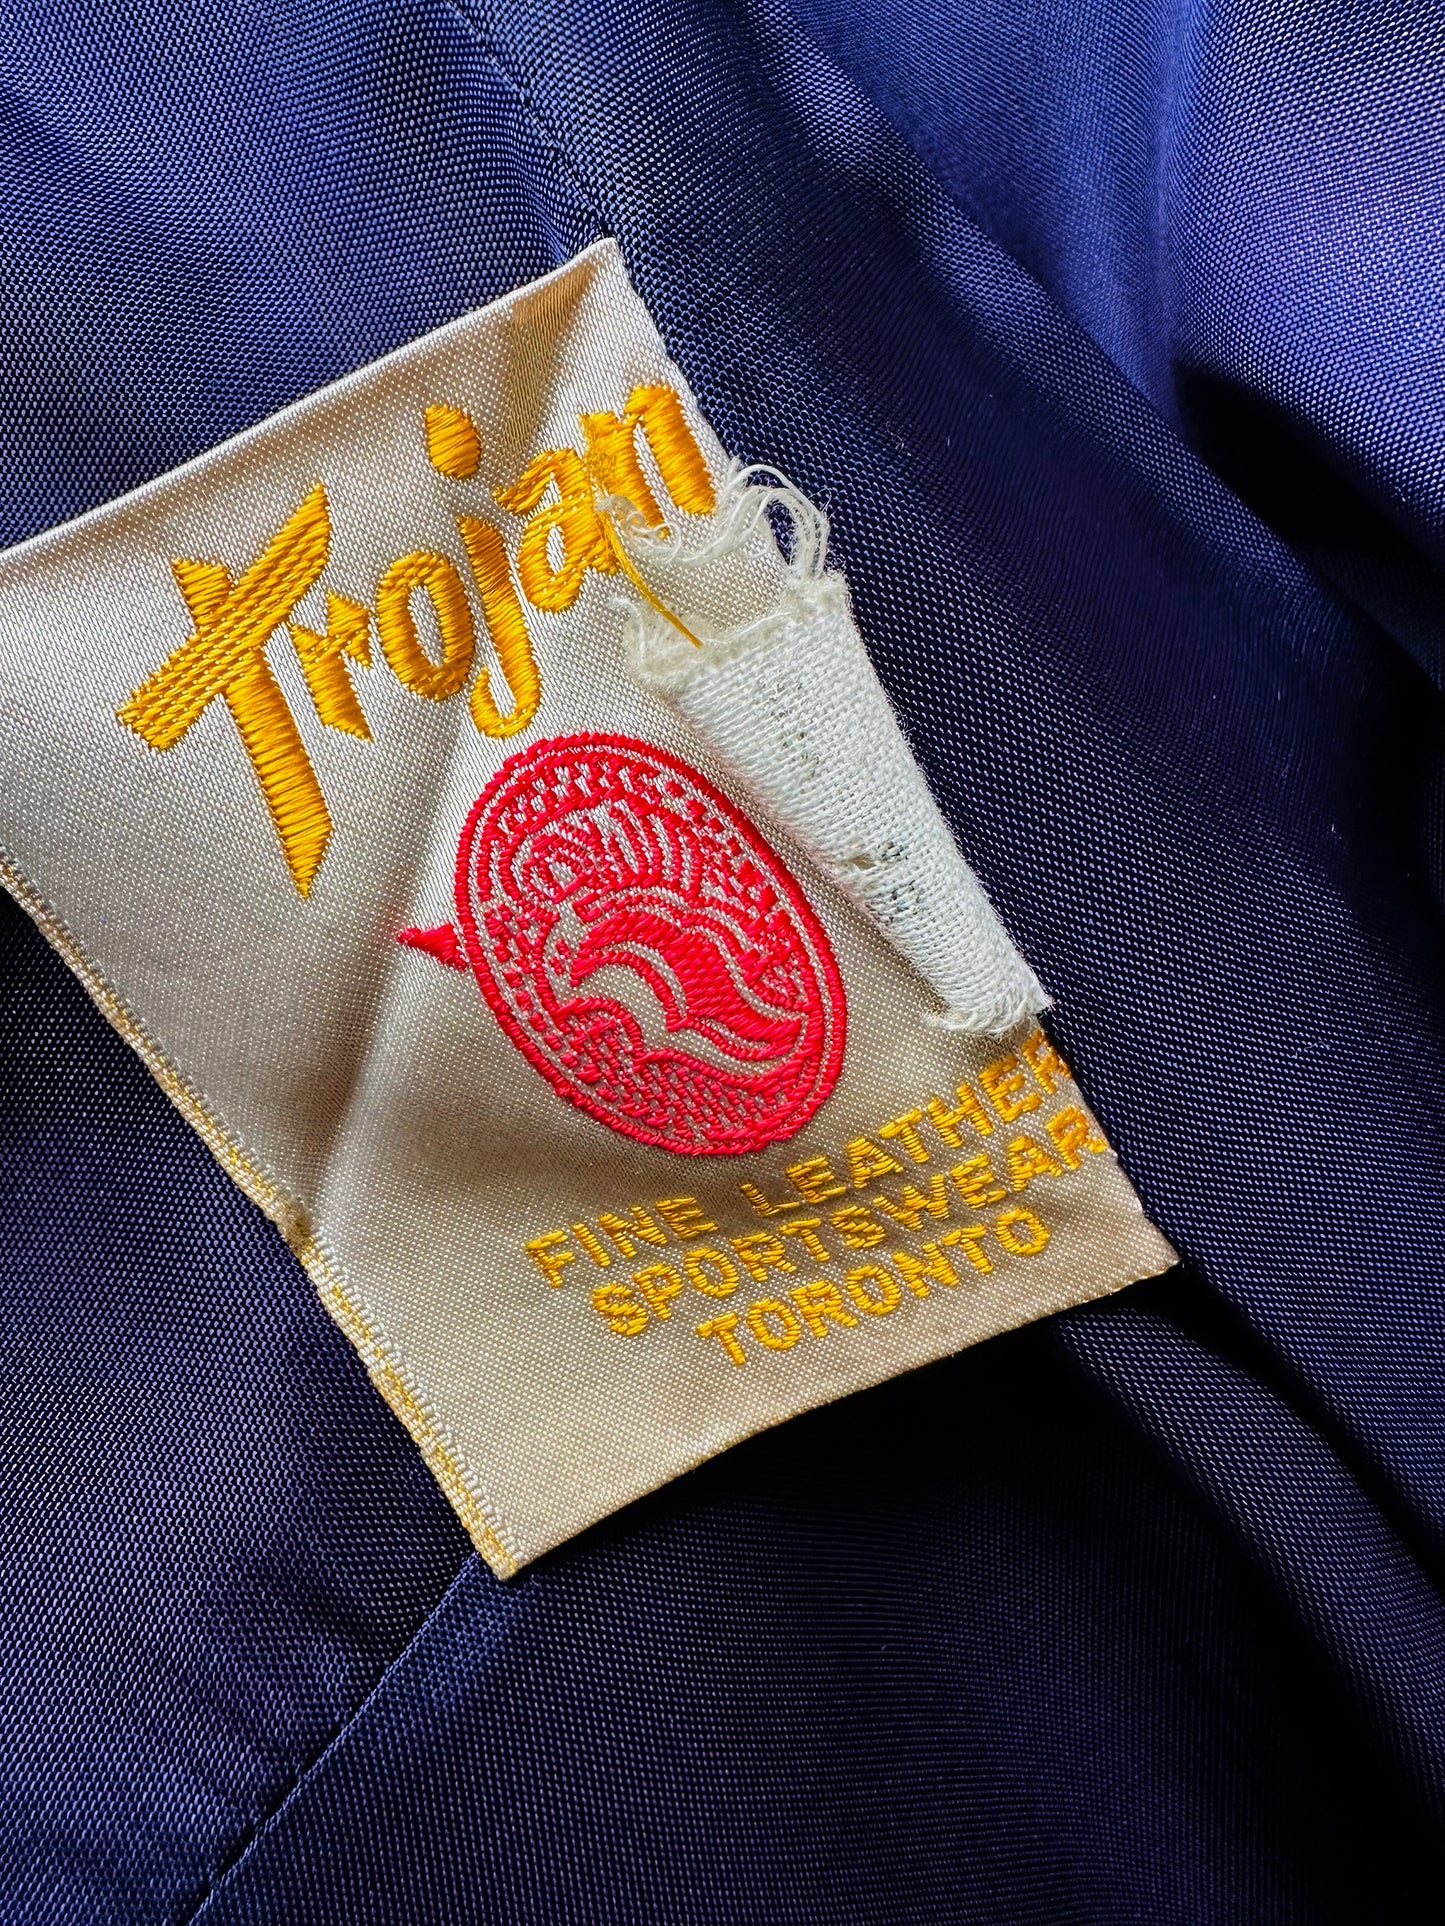 Trojan
FINE LEATHER
SPORTSWEAR
TORONTO